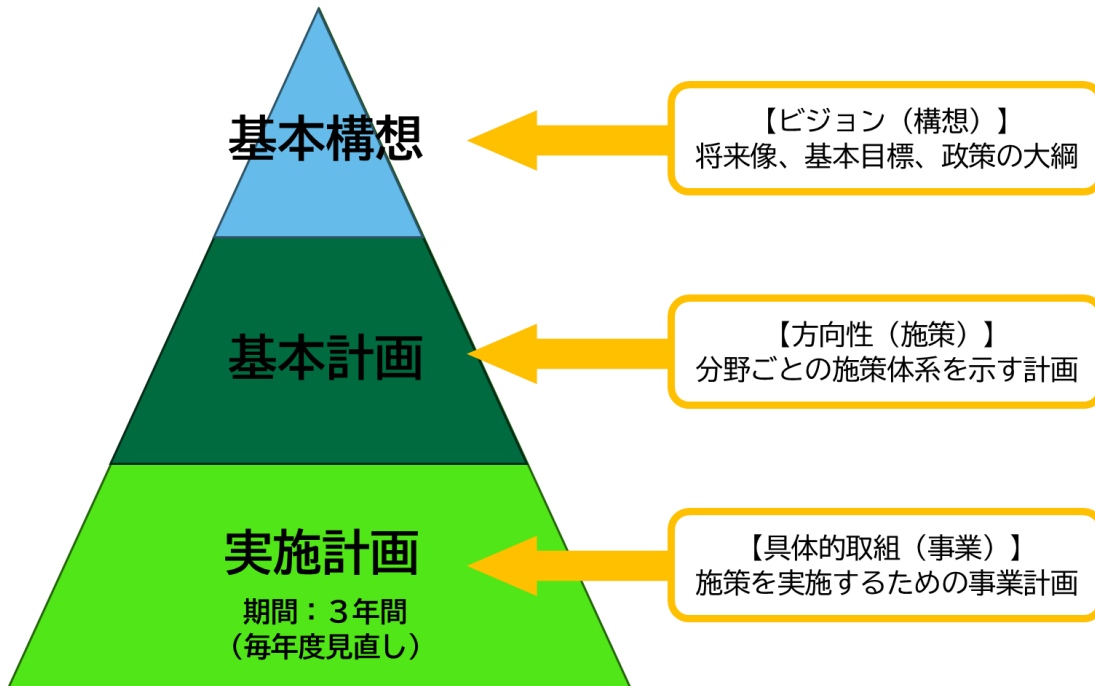 基本構想
【ビジョン（構想）】
将来像、基本目標、政策の大綱
基本計画
【方向性（施策）】
分野ごとの施策体系を示す計画
実施計画
期間：３年間
（毎年度見直し）
【具体的取組（事業）】
施策を実施するための事業計画